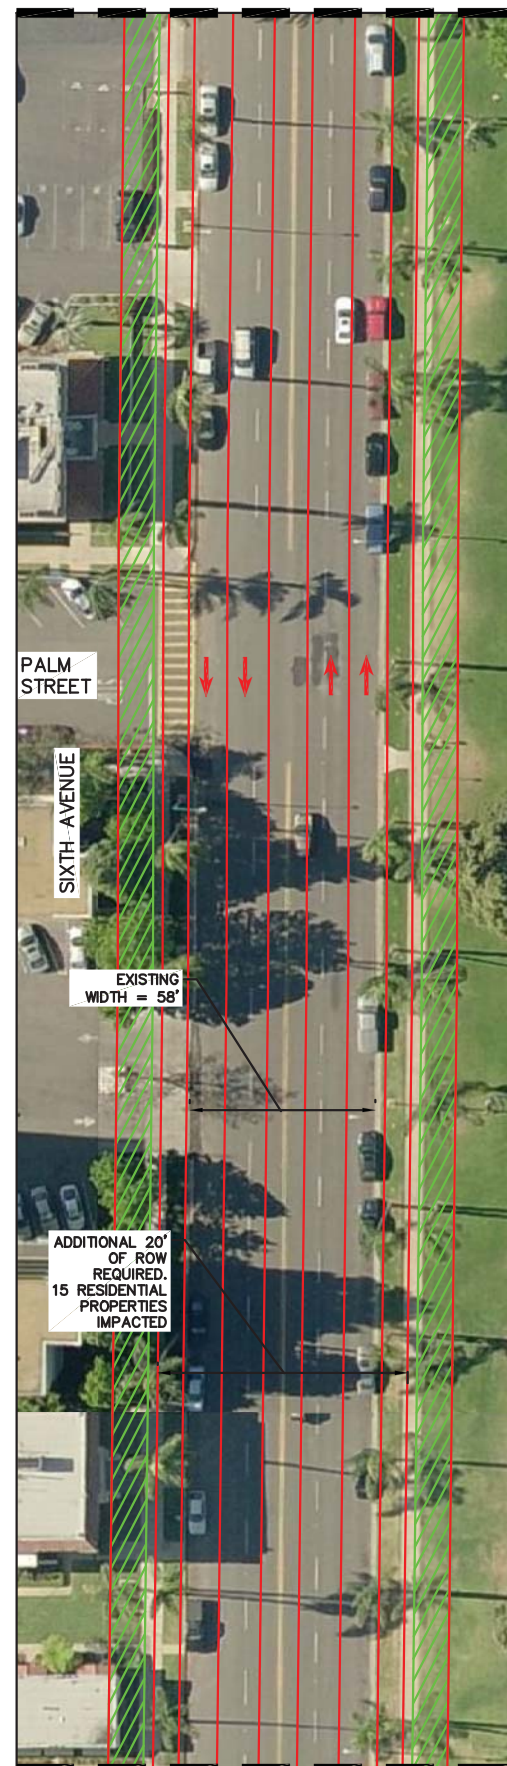 PALM
STREET
SIXTH AVENUE
EXISTING
WIDTH = 58'
ADDITIONAL 20'
OF ROW
REQUIRED.
15 RESIDENTIAL
PROPERTIES
IMPACTED